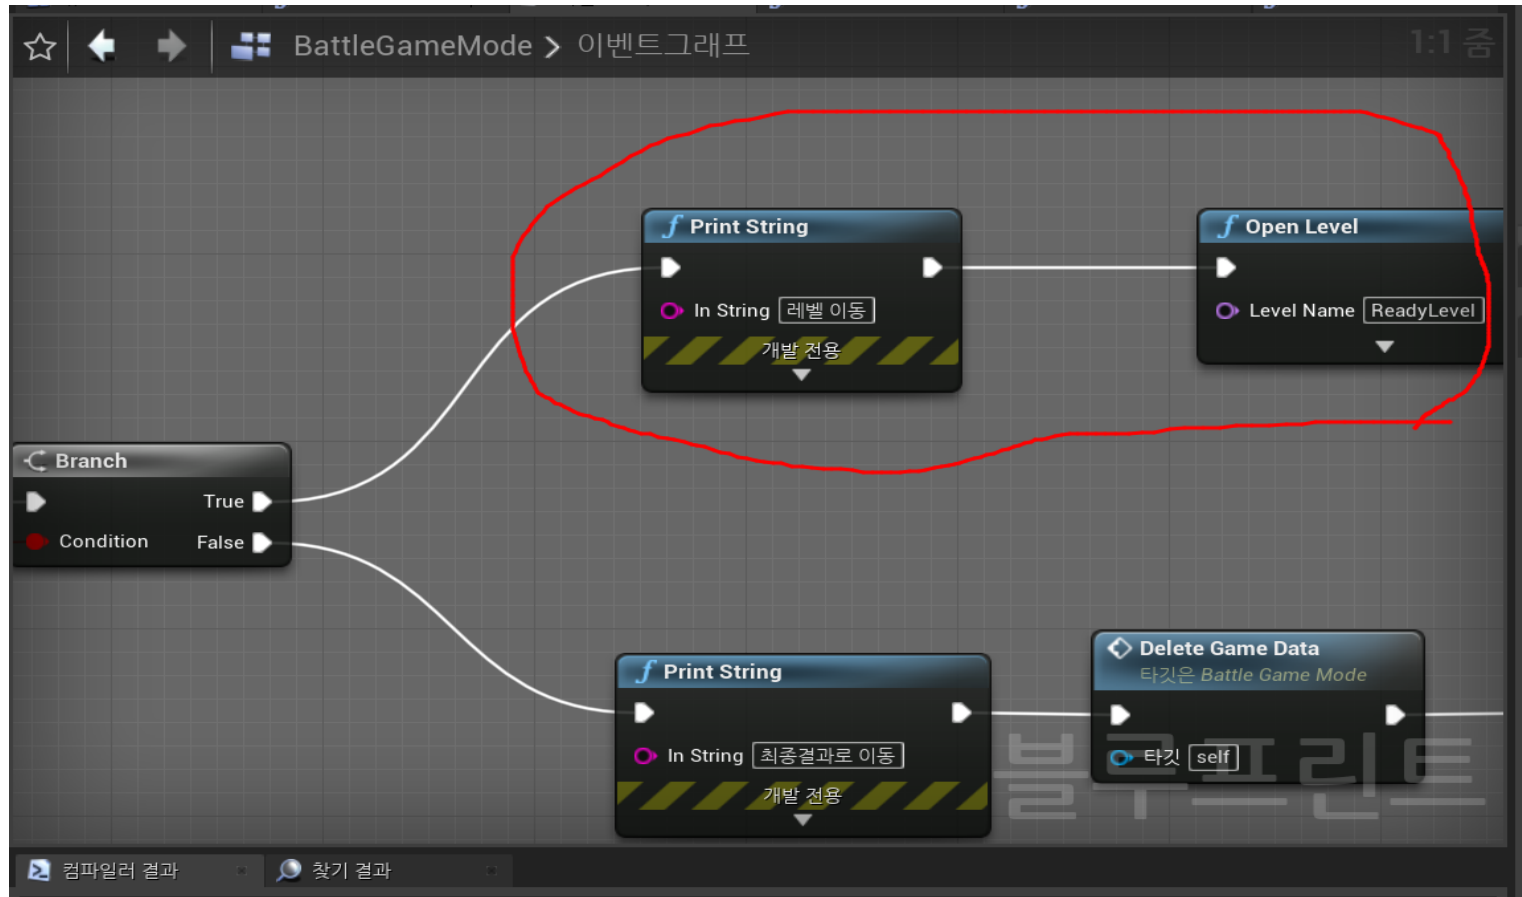 BattleGameMode > 이벤트그래프
1:1 줌
Print String
In String 레벨 이동
개발 전용
Open Level
Level Name ReadyLevel
Branch
True
Condition False
Print String
In String 최종결과로 이동
개발 전용
Delete Game Data
타깃은 Battle Game Mode
타깃 self
블루프린트
컴파일러 결과
찾기 결과